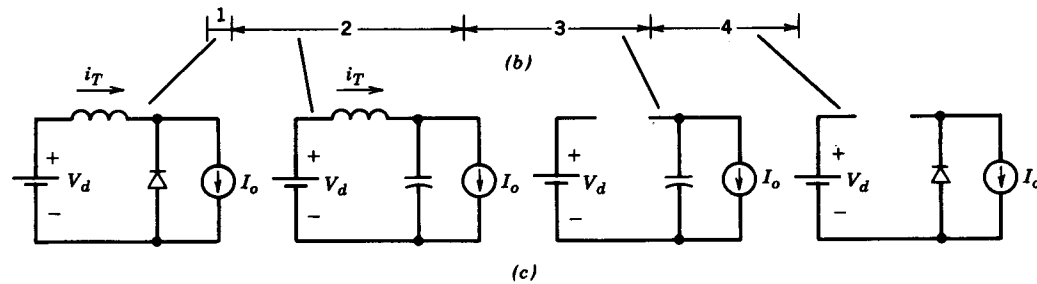 1 2 3 4
(b)
i_T i_T
+ + + +
V_d I_o V_d I_o V_d I_o V_d I_o
− − − −
(c)